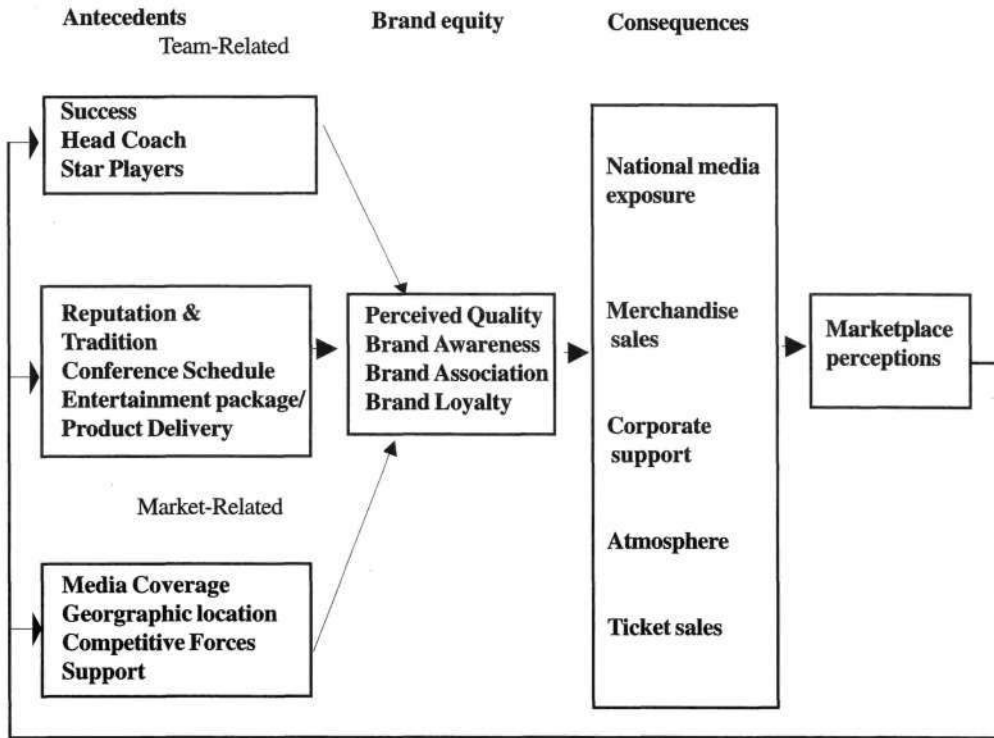 Antecedents
Brand equity
Consequences
Team-Related
Success
Head Coach
Star Players
Reputation &
Tradition
Conference Schedule
Entertainment package/
Product Delivery
Market-Related
Media Coverage
Georgraphic location
Competitive Forces
Support
Perceived Quality
Brand Awareness
Brand Association
Brand Loyalty
National media
exposure
Merchandise
sales
Corporate
support
Atmosphere
Ticket sales
Marketplace
perceptions